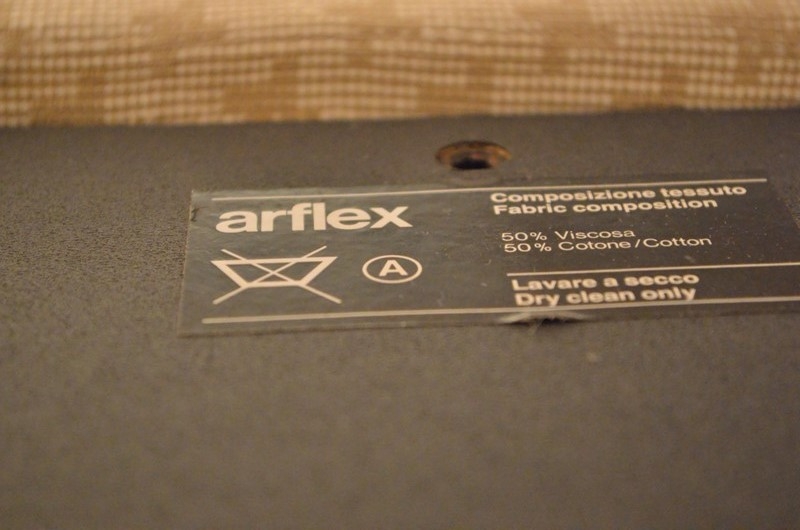 arflex
A
Composizione tessuto
Fabric composition
50% Viscosa
50% Cotone/Cotton
Lavare a secco
Dry clean only